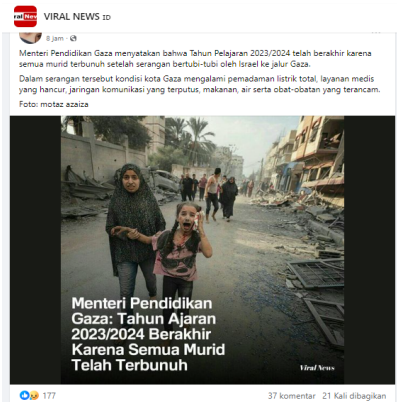 VIRAL NEWS ID
8 jam
Menteri Pendidikan Gaza menyatakan bahwa Tahun Pelajaran 2023/2024 telah berakhir karena
semua murid terbunuh setelah serangan bertubi-tubi oleh Israel ke jalur Gaza.
Dalam serangan tersebut kondisi kota Gaza mengalami pemadaman listrik total, layanan medis
yang hancur, jaringan komunikasi yang terputus, makanan, air serta obat-obatan yang terancam.
Foto: motaz azaiza
Menteri Pendidikan
Gaza: Tahun Ajaran
2023/2024 Berakhir
Karena Semua Murid
Telah Terbunuh
Viral News
177
37 komentar 21 Kali dibagikan